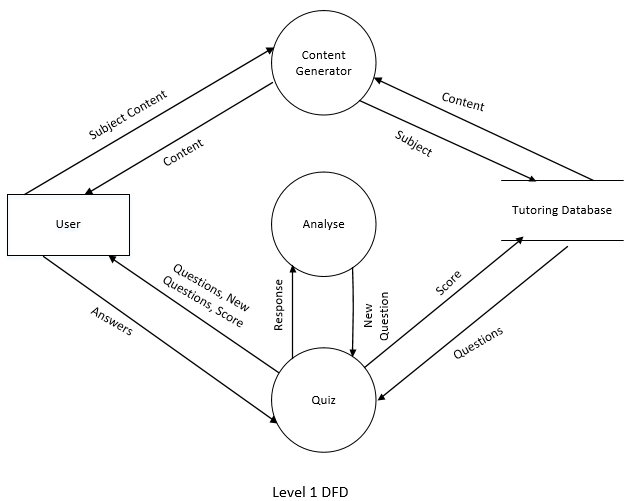 Content
Generator
Subject Content
Content
Content
Subject
User
Analyse
Tutoring Database
Questions, New
Questions, Score
Answers
Response
New
Question
Score
Questions
Quiz
Level 1 DFD